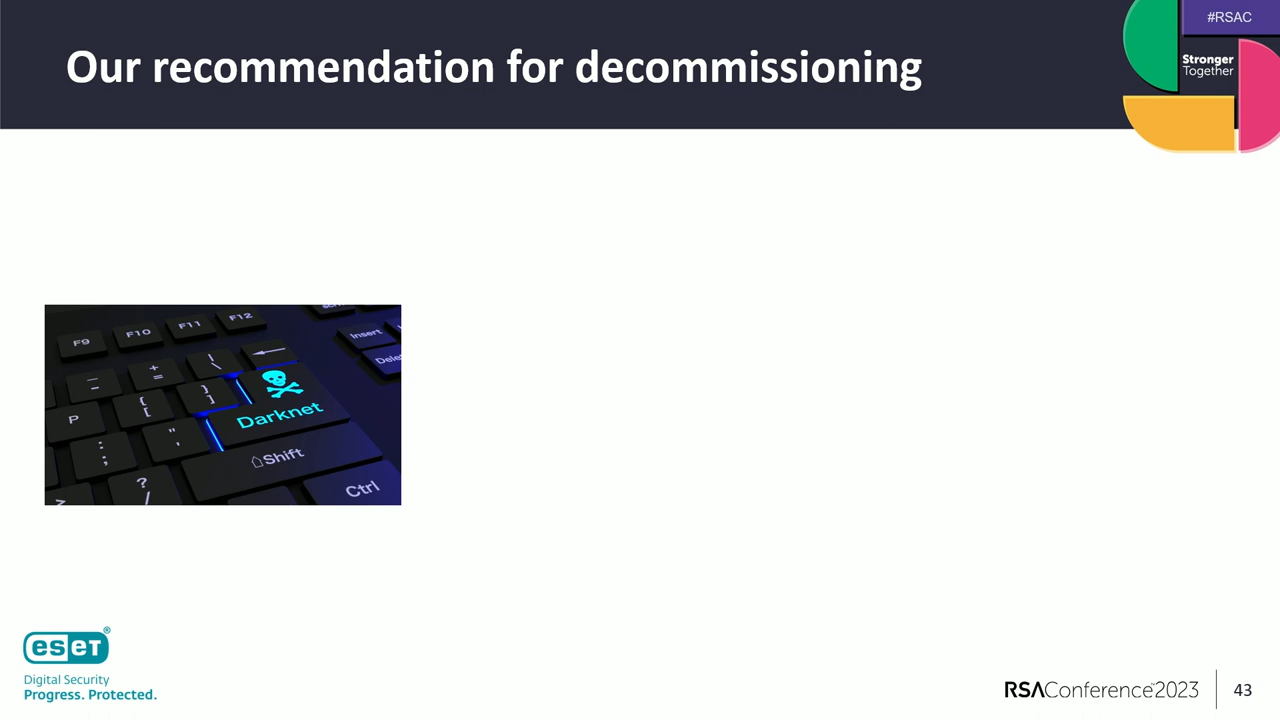 #RSAC
Our recommendation for decommissioning
Stronger
Together
F9
F10
F11
F12
Insert
P
Darknet
Shift
Ctrl
eseT®
Digital Security
Progress. Protected.
RSAConference™2023
43